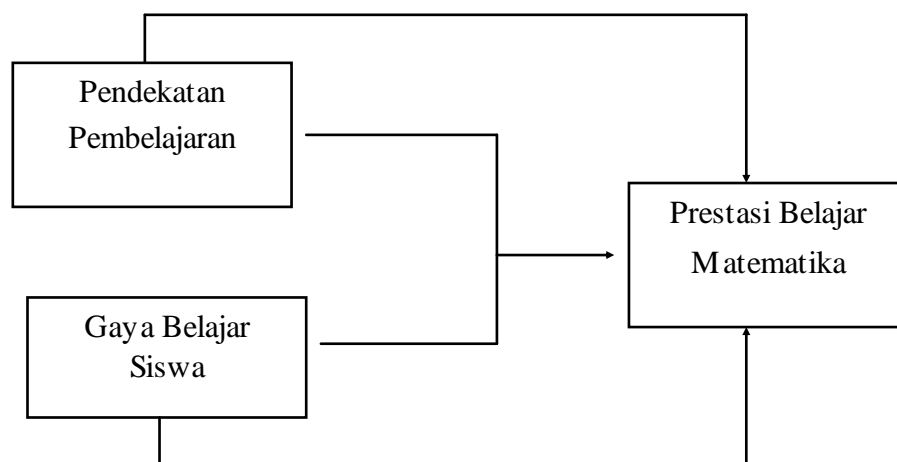 Pendekatan
Pembelajaran
Prestasi Belajar
Matematika
Gaya Belajar
Siswa